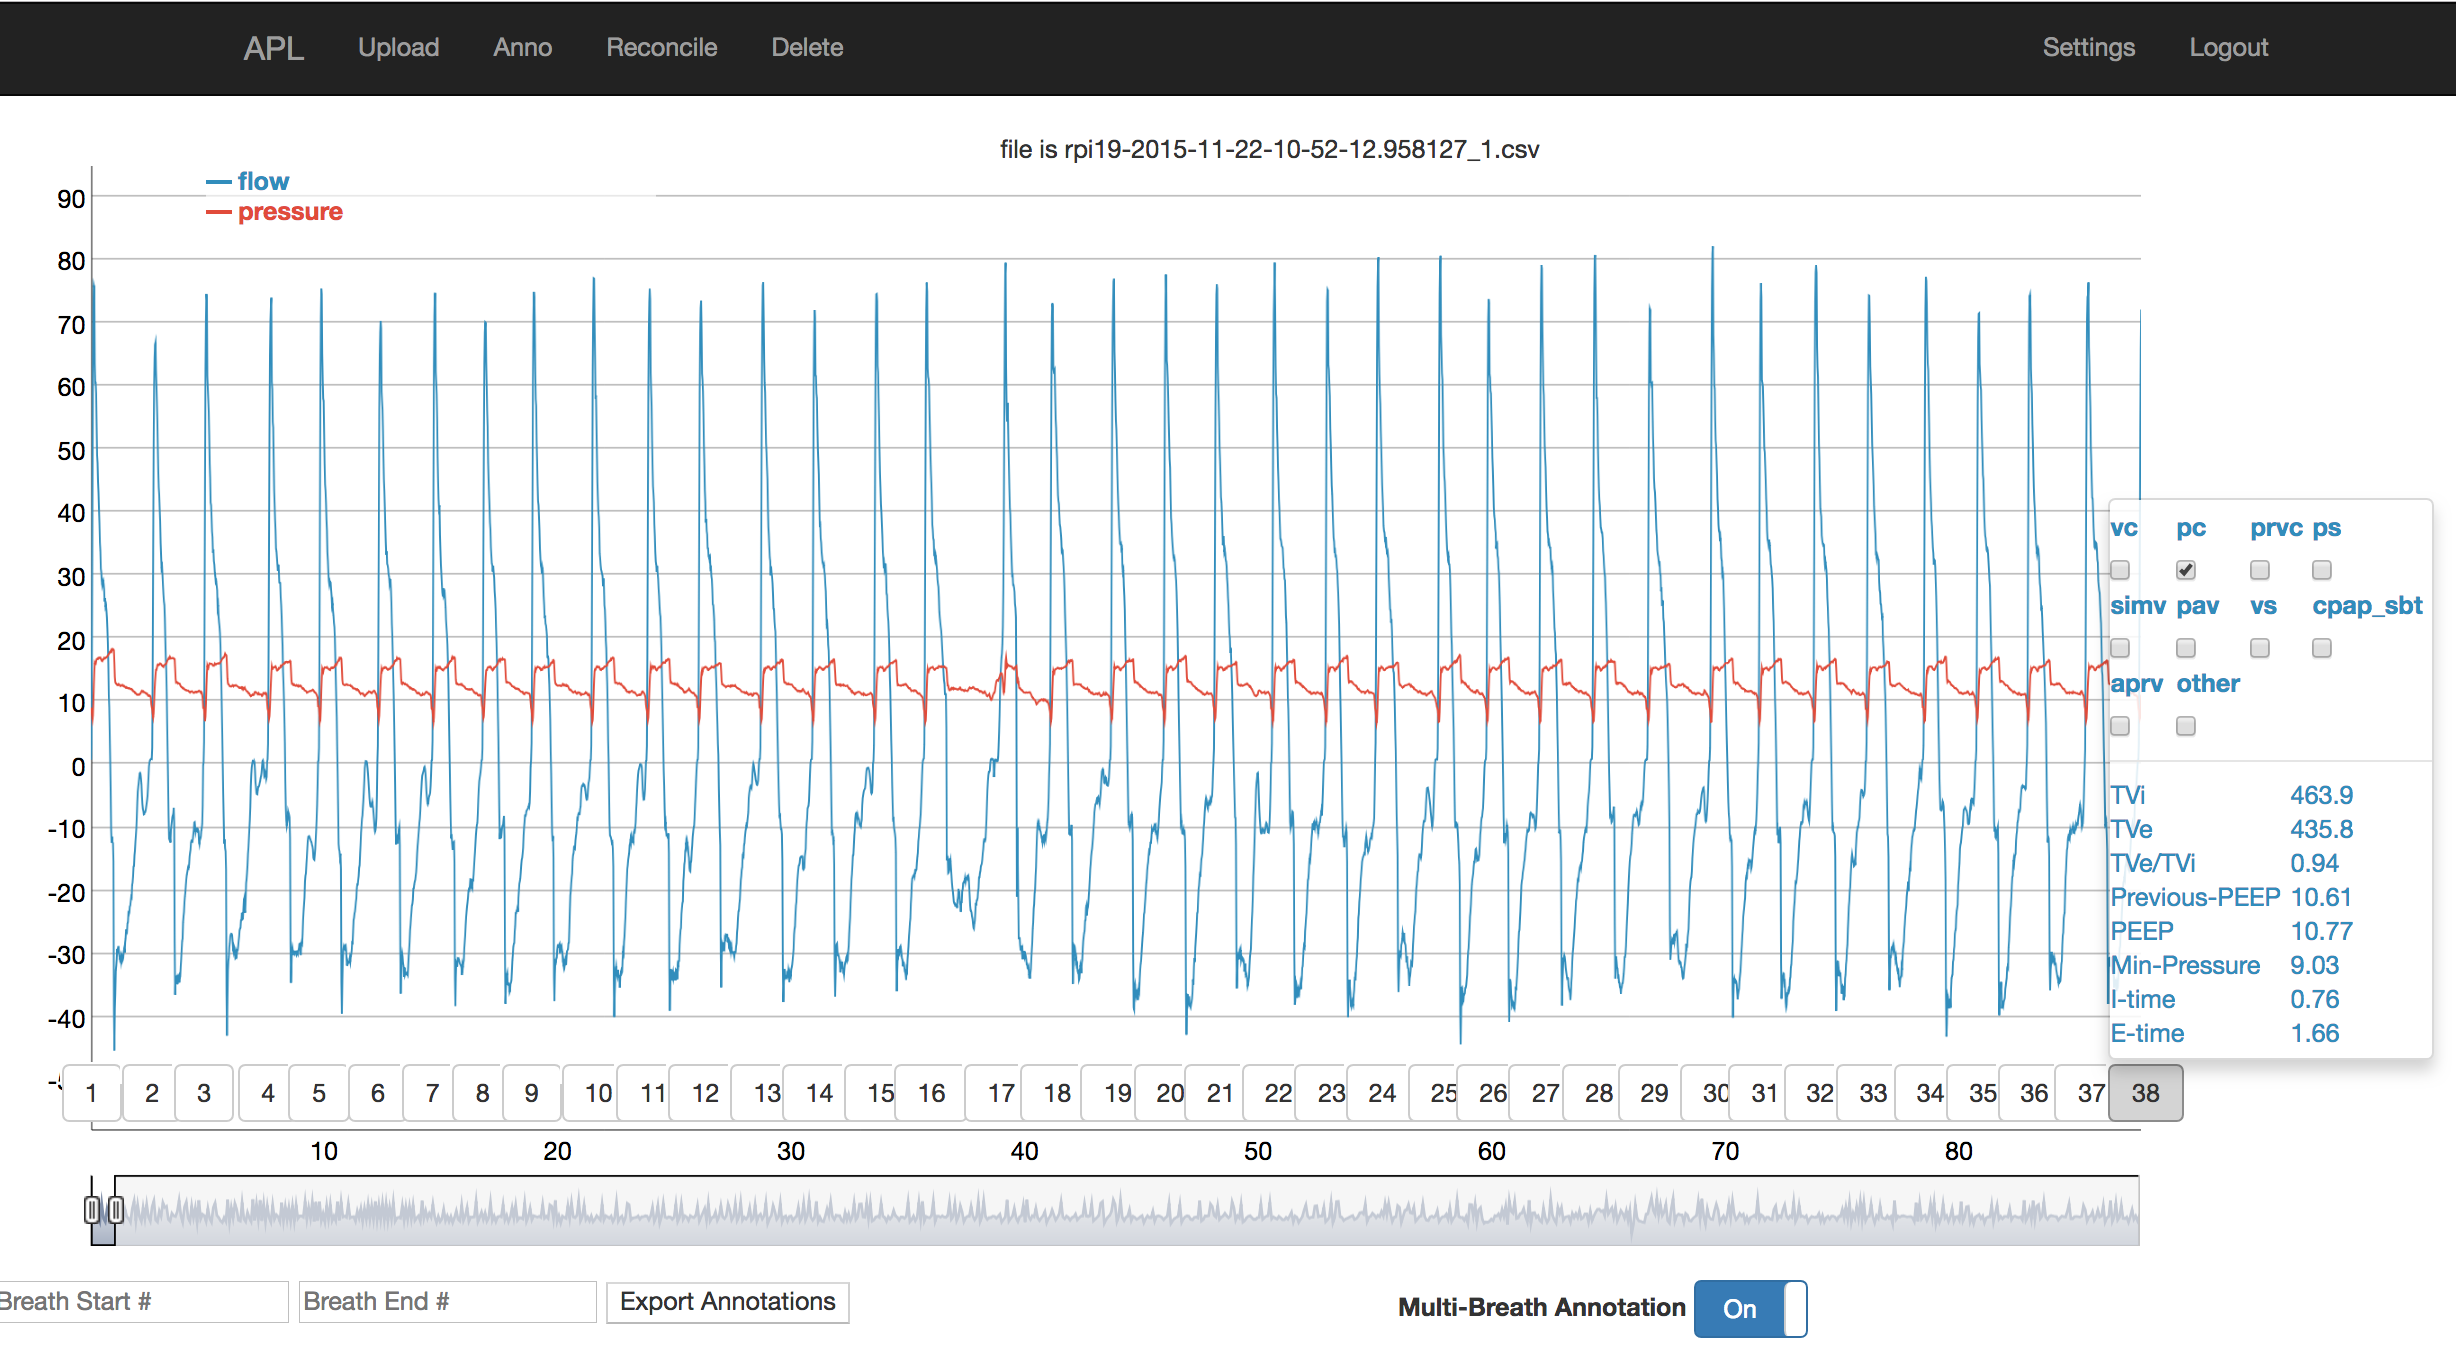 APL Upload Anno Reconcile Delete Settings Logout
file is rpi19-2015-11-22-10-52-12.958127_1.csv
flow
pressure
90
80
70
60
50
40
30
20
10
0
-10
-20
-30
-40
vc pc prvc ps
simv pav vs cpap_sbt
aprv other
TVi 463.9
TVe 435.8
TVe/TVi 0.94
Previous-PEEP 10.61
PEEP 10.77
Min-Pressure 9.03
I-time 0.76
E-time 1.66
1 2 3 4 5 6 7 8 9 10 11 12 13 14 15 16 17 18 19 20 21 22 23 24 25 26 27 28 29 30 31 32 33 34 35 36 37 38
10 20 30 40 50 60 70 80
Breath Start # Breath End # Export Annotations Multi-Breath Annotation On